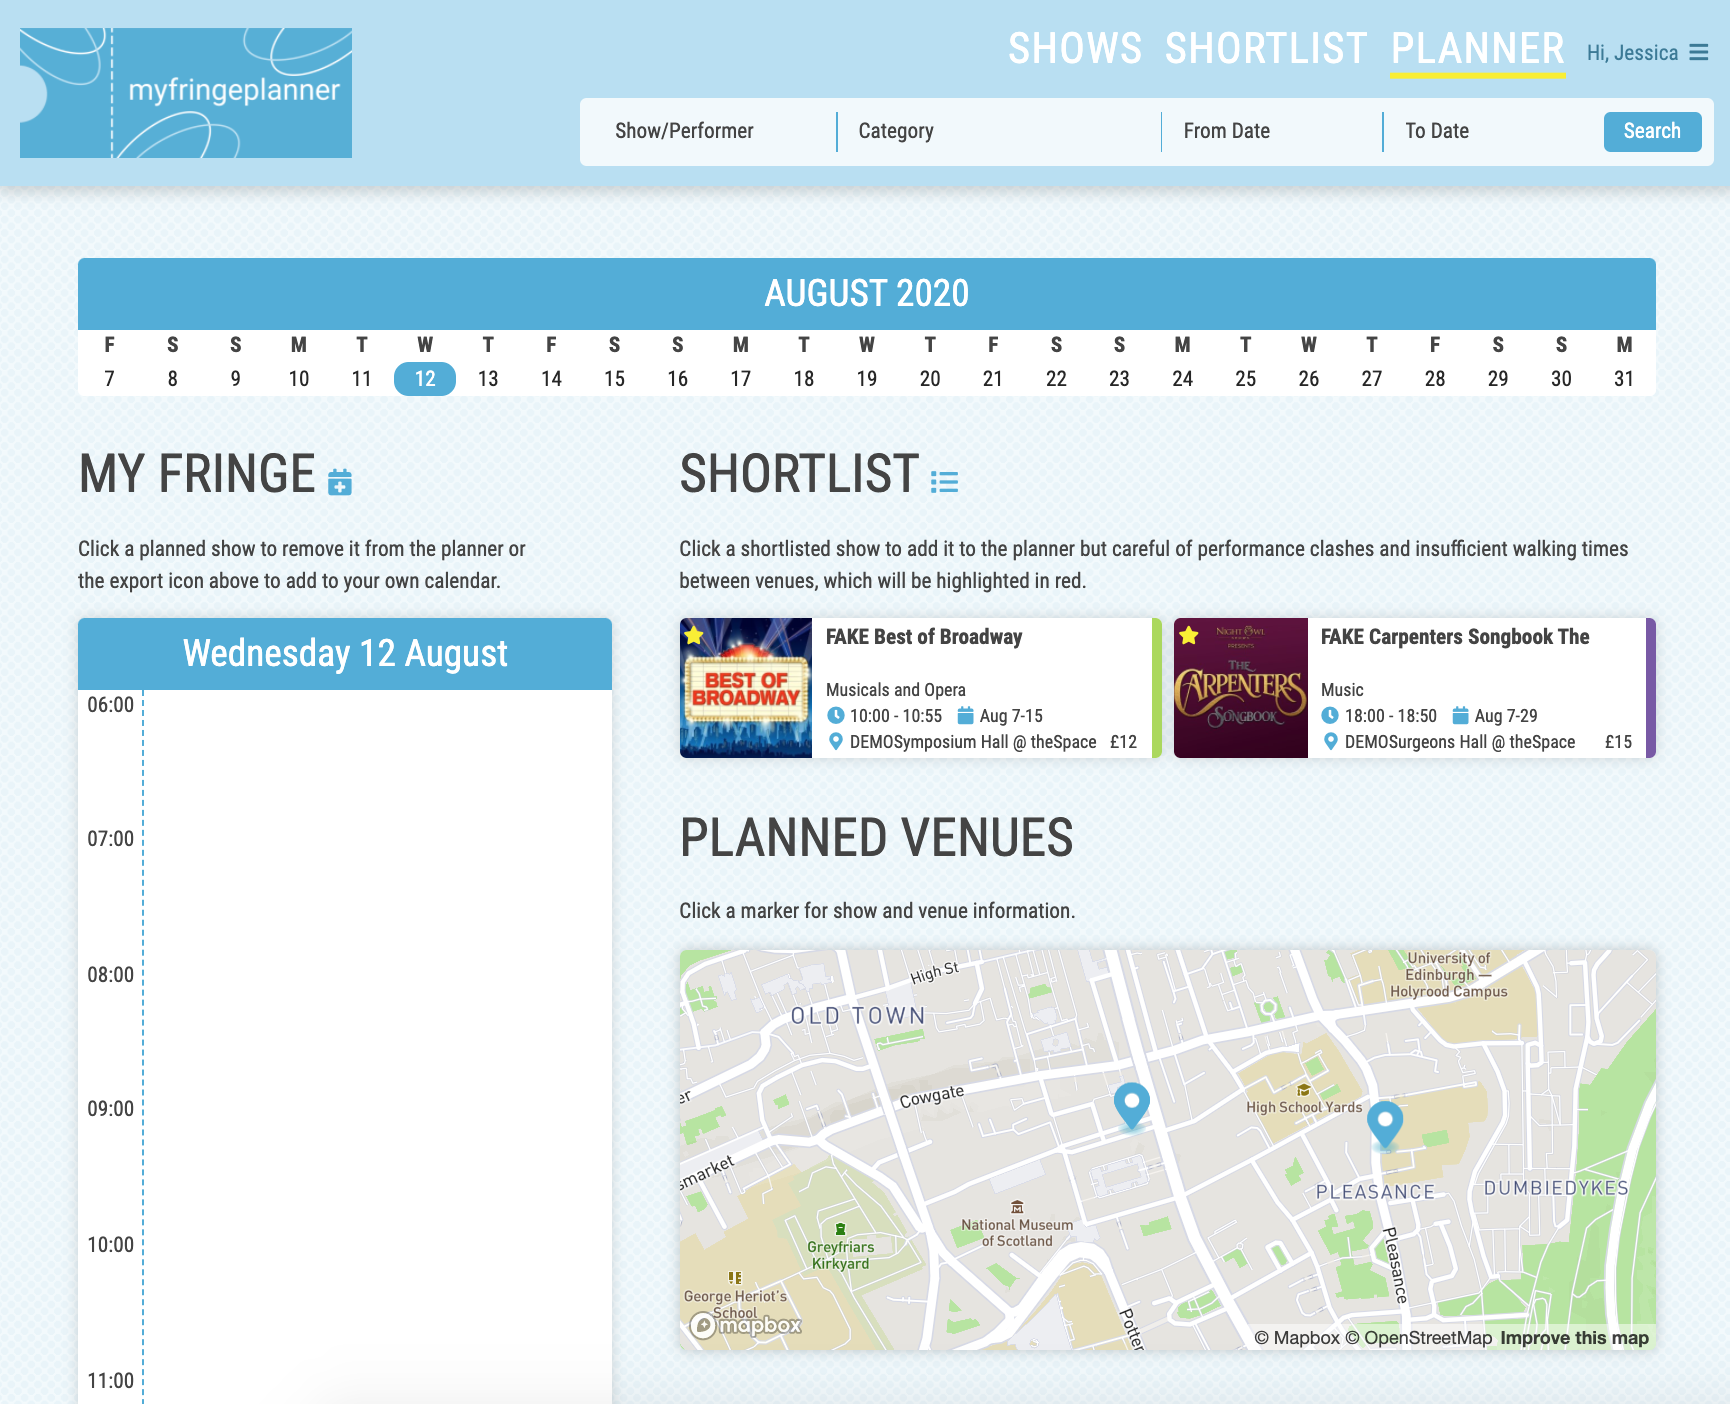 myfringeplanner
SHOWS SHORTLIST PLANNER Hi, Jessica
Show/Performer Category From Date To Date Search
AUGUST 2020
F S S M T W T F S S M T W T F S S M T W T F S S M
7 8 9 10 11 12 13 14 15 16 17 18 19 20 21 22 23 24 25 26 27 28 29 30 31
MY FRINGE
Click a planned show to remove it from the planner or
the export icon above to add to your own calendar.
Wednesday 12 August
06:00
07:00
08:00
09:00
10:00
11:00
SHORTLIST
Click a shortlisted show to add it to the planner but careful of performance clashes and insufficient walking times
between venues, which will be highlighted in red.
BEST OF
BROADWAY
FAKE Best of Broadway
Musicals and Opera
10:00 - 10:55 Aug 7-15
DEMOSymposium Hall @ theSpace £12
NIGHT OWL
PRESENTS
THE
CARPENTERS
SONGBOOK
FAKE Carpenters Songbook The
Music
18:00 - 18:50 Aug 7-29
DEMOSurgeons Hall @ theSpace £15
PLANNED VENUES
Click a marker for show and venue information.
High St
University of
Edinburgh —
Holyrood Campus
OLD TOWN
Cowgate
er
High School Yards
smarket
PLEASANCE
DUMBIEDYKES
National Museum
of Scotland
Greyfriars
Kirkyard
Pleasance
George Heriot's
School
Potter
mapbox
© Mapbox © OpenStreetMap Improve this map